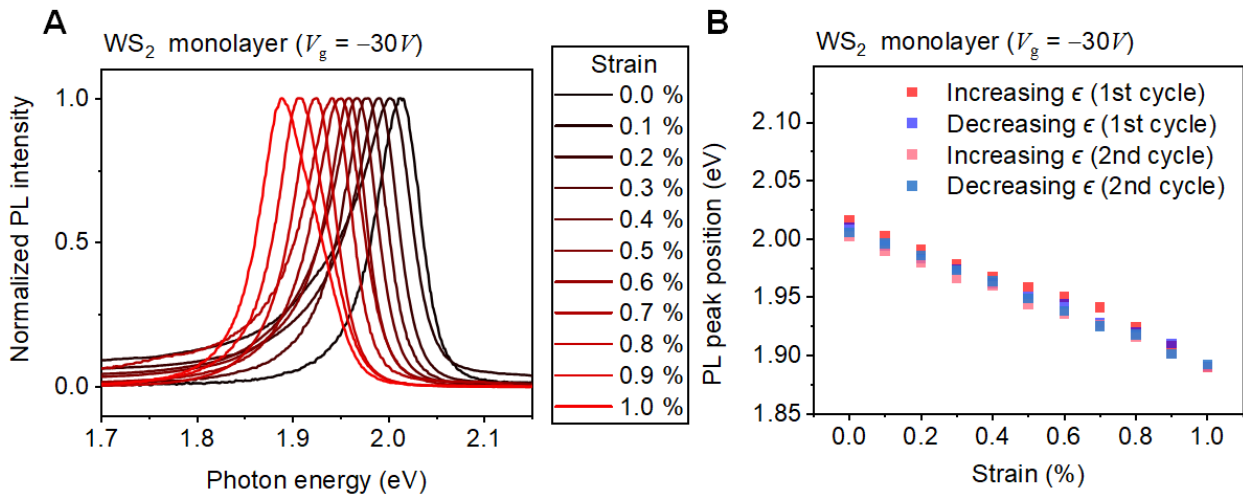 A
WS₂ monolayer (Vg = −30V)
Normalized PL intensity
1.0
0.5
0.0
1.7 1.8 1.9 2.0 2.1
Photon energy (eV)
Strain
0.0 %
0.1 %
0.2 %
0.3 %
0.4 %
0.5 %
0.6 %
0.7 %
0.8 %
0.9 %
1.0 %
B
WS₂ monolayer (Vg = −30V)
PL peak position (eV)
2.10
2.05
2.00
1.95
1.90
1.85
Increasing ϵ (1st cycle)
Decreasing ϵ (1st cycle)
Increasing ϵ (2nd cycle)
Decreasing ϵ (2nd cycle)
0.0 0.2 0.4 0.6 0.8 1.0
Strain (%)